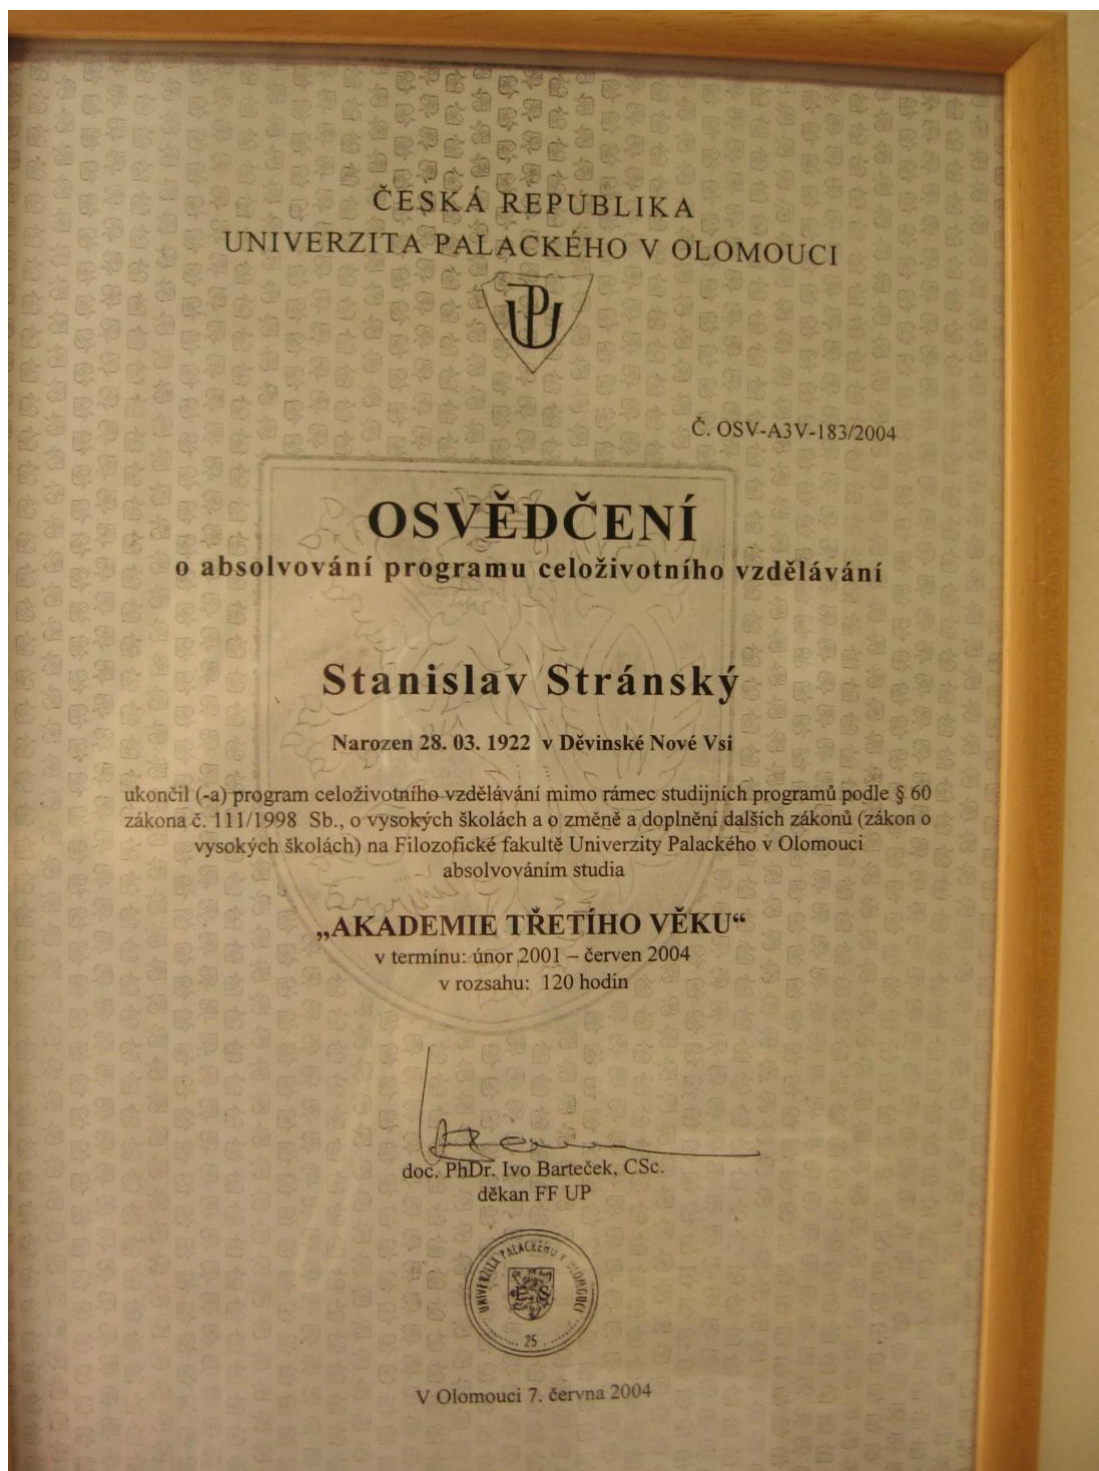 ČESKÁ REPUBLIKA
UNIVERZITA PALACKÉHO V OLOMOUCI
UP
Č. OSV-A3V-183/2004
OSVĚDČENÍ
o absolvování programu celoživotního vzdělávání
Stanislav Stránský
Narozen 28. 03. 1922 v Děvinské Nové Vsi
ukončil (-a) program celoživotního vzdělávání mimo rámec studijních programů podle § 60
zákona č. 111/1998 Sb., o vysokých školách a o změně a doplnění dalších zákonů (zákon o
vysokých školách) na Filozofické fakultě Univerzity Palackého v Olomouci
absolvováním studia
„AKADEMIE TŘETÍHO VĚKU“
v termínu: únor 2001 – červen 2004
v rozsahu: 120 hodin
doc. PhDr. Ivo Barteček, CSc.
děkan FF UP
UNIVERZITA PALACKÉHO V OLOMOUCI
25
V Olomouci 7. června 2004